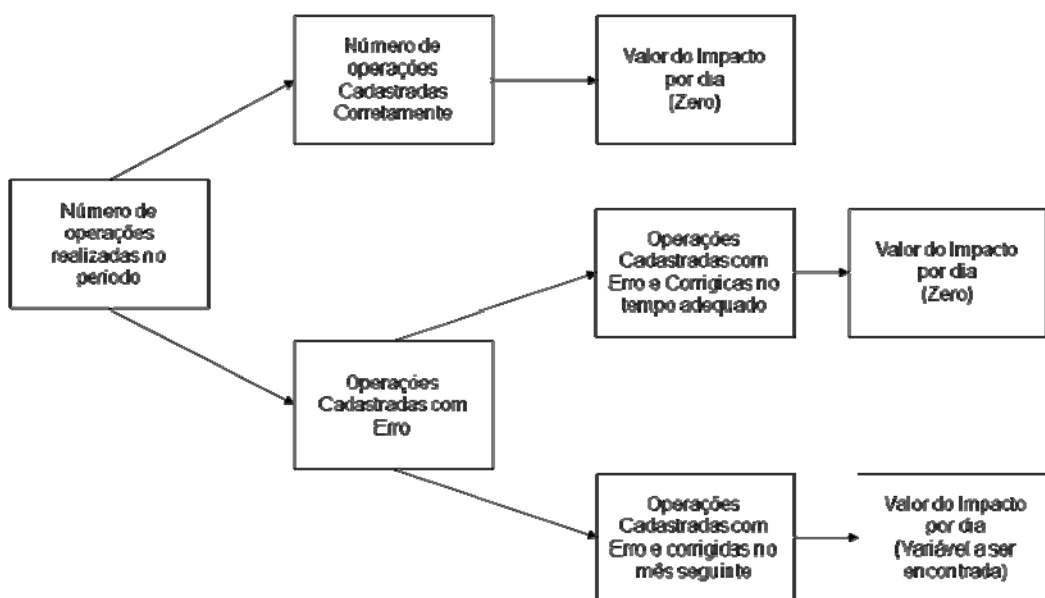 Número de
operações
Cadastradas
Corretamente
Valor do Impacto
por dia
(Zero)
Número de
operações
realizadas no
período
Operações
Cadastradas com
Erro e Corrigicas no
tempo adequado
Valor do Impacto
por dia
(Zero)
Operações
Cadastradas com
Erro
Operações
Cadastradas com
Erro e corrigidas no
mês seguinte
Valor do Impacto
por dia
(Variável a ser
encontrada)